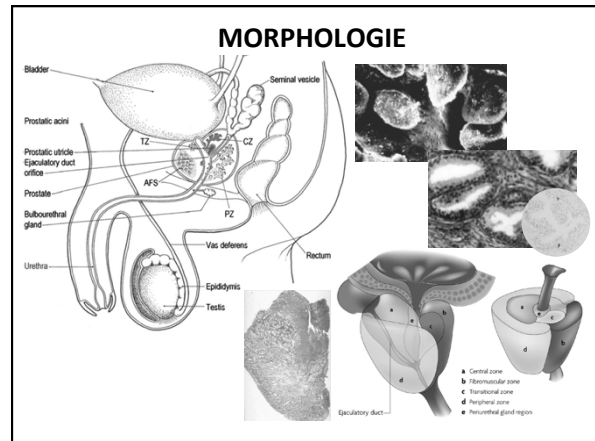 MORPHOLOGIE
Bladder
Seminal vesicle
Prostatic acini
TZ
CZ
Prostatic utricle
Ejaculatory duct
orifice
Prostate
AFS
Bulbourethral
gland
PZ
Vas deferens
Urethra
Rectum
Epididymis
Testis
a
b
e
c
d
Ejaculatory duct
a
e
c
d
b
a Central zone
b Fibromuscular zone
c Transitional zone
d Peripheral zone
e Periurethral gland region